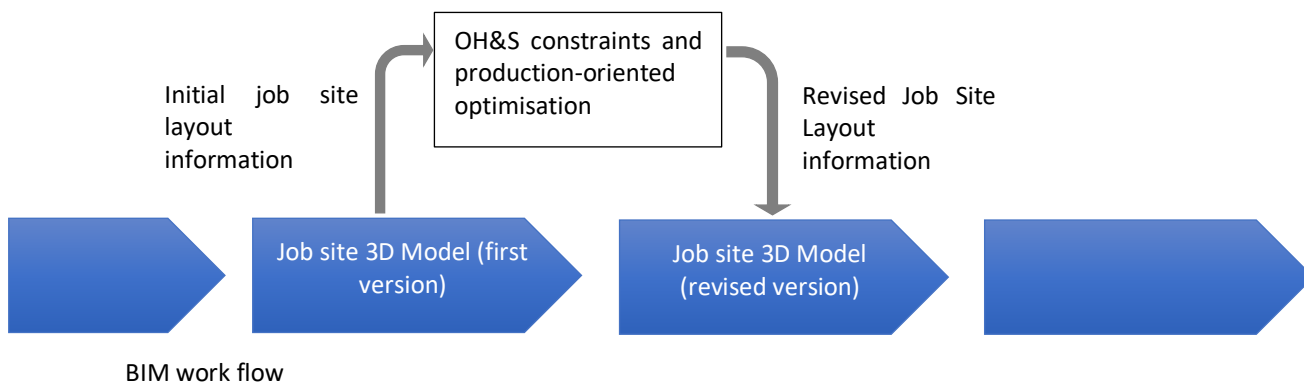 OH&S constraints and
production-oriented
optimisation
Initial job site
layout
information
Revised Job Site
Layout
information
Job site 3D Model (first
version)
Job site 3D Model
(revised version)
BIM work flow